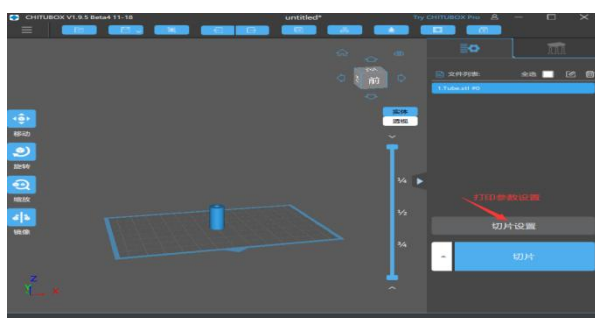 CHITUBOX V1.9.5 Beta4 11-18
untitled*
Try CHITUBOX Pro
前
文件列表:
全选
1.Tube.stl #0
实体
透视
移动
旋转
缩放
镜像
1/4
1/2
3/4
打印参数设置
切片设置
切片
Z
Y
X